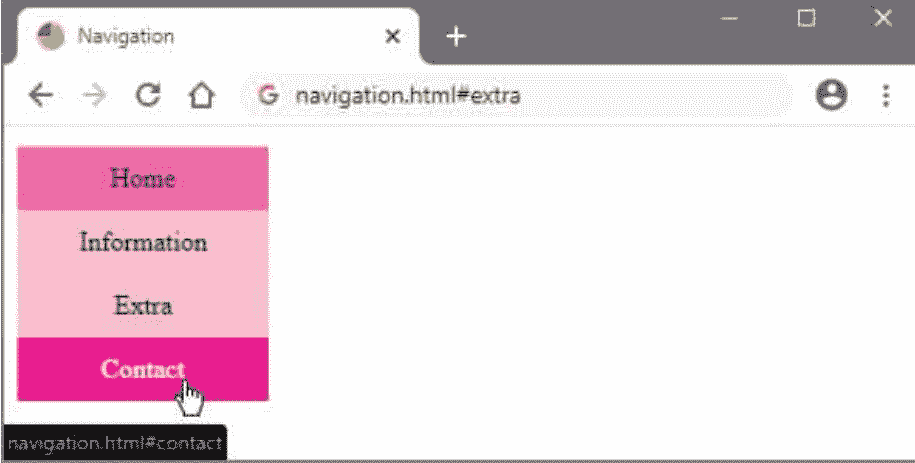 Navigation
navigation.html#extra
Home
Information
Extra
Contact
navigation.html#contact